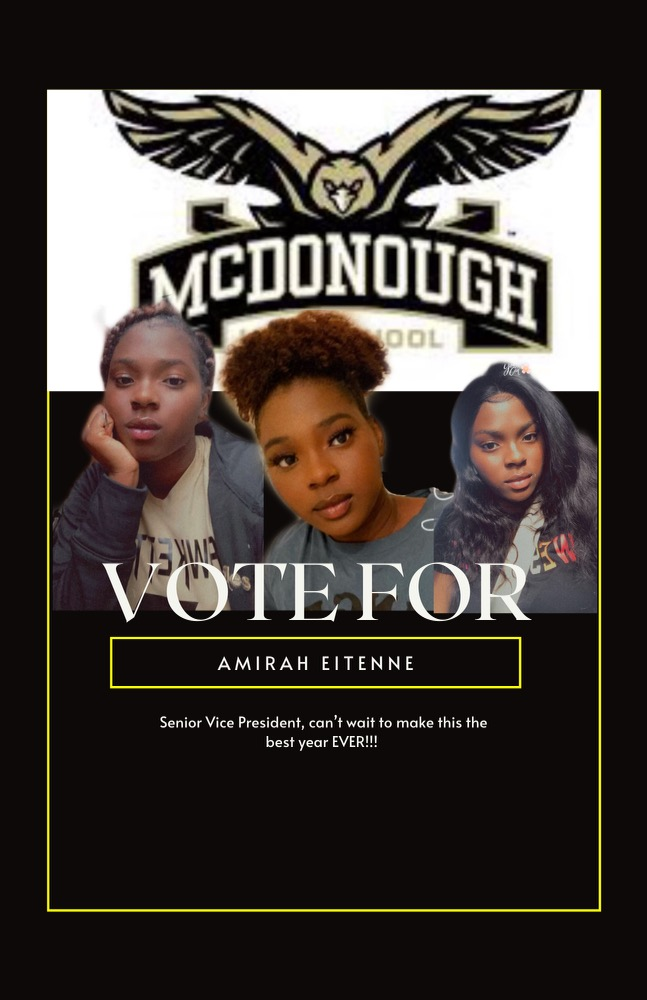 MCDONOUGH
VOTE FOR
AMIRAH EITENNE
Senior Vice President, can't wait to make this the
best year EVER!!!